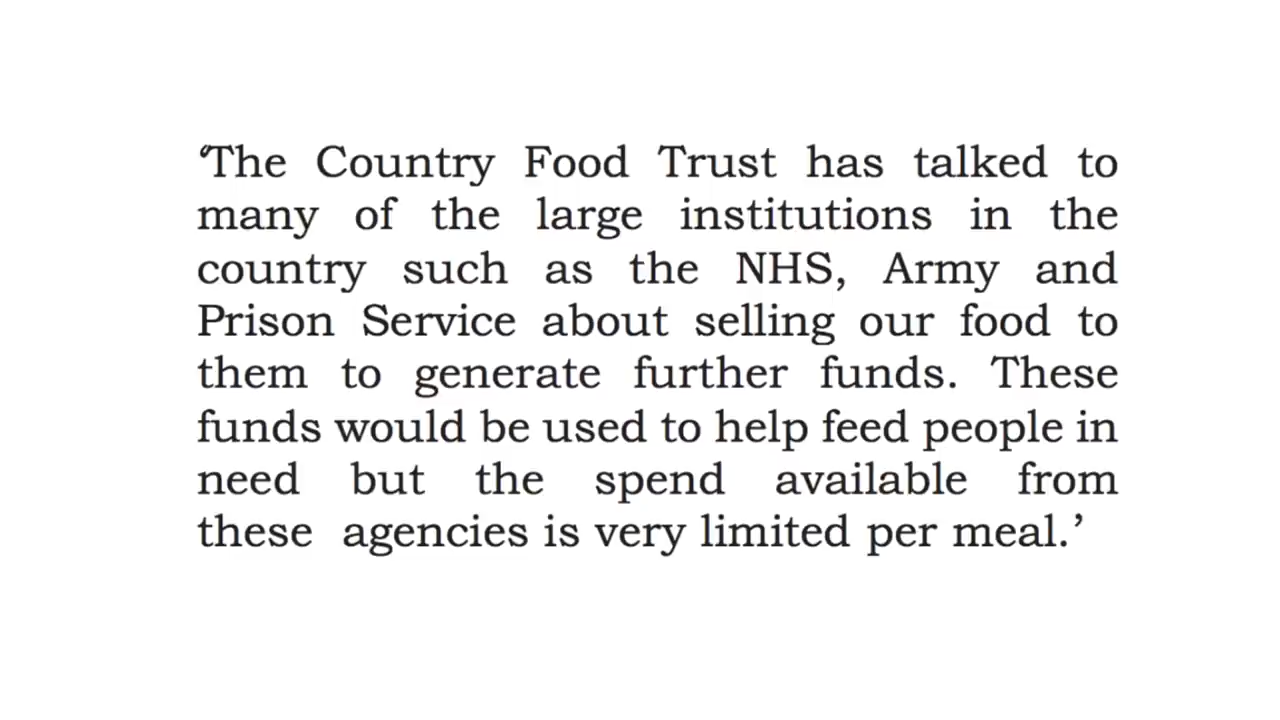 ‘The Country Food Trust has talked to
many of the large institutions in the
country such as the NHS, Army and
Prison Service about selling our food to
them to generate further funds. These
funds would be used to help feed people in
need but the spend available from
these agencies is very limited per meal.’